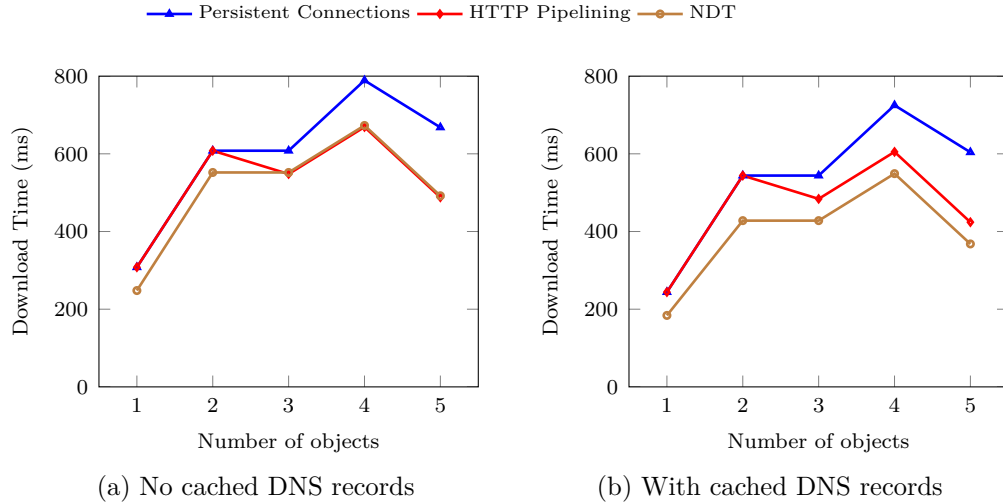 Persistent Connections HTTP Pipelining NDT
800
600
400
200
0
Download Time (ms)
1 2 3 4 5
Number of objects
(a) No cached DNS records
800
600
400
200
0
Download Time (ms)
1 2 3 4 5
Number of objects
(b) With cached DNS records